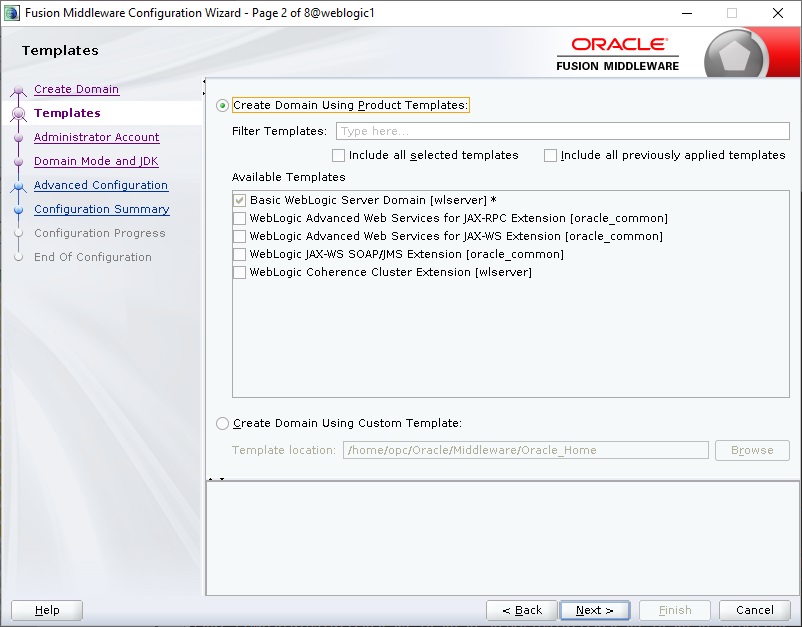 Fusion Middleware Configuration Wizard - Page 2 of 8@weblogic1
Templates
ORACLE
FUSION MIDDLEWARE
Create Domain
Templates
Administrator Account
Domain Mode and JDK
Advanced Configuration
Configuration Summary
Configuration Progress
End Of Configuration
Create Domain Using Product Templates:
Filter Templates: Type here...
Include all selected templates Include all previously applied templates
Available Templates
Basic WebLogic Server Domain [wlserver] *
WebLogic Advanced Web Services for JAX-RPC Extension [oracle_common]
WebLogic Advanced Web Services for JAX-WS Extension [oracle_common]
WebLogic JAX-WS SOAP/JMS Extension [oracle_common]
WebLogic Coherence Cluster Extension [wlserver]
Create Domain Using Custom Template:
Template location: /home/opc/Oracle/Middleware/Oracle_Home Browse
Help < Back Next > Finish Cancel